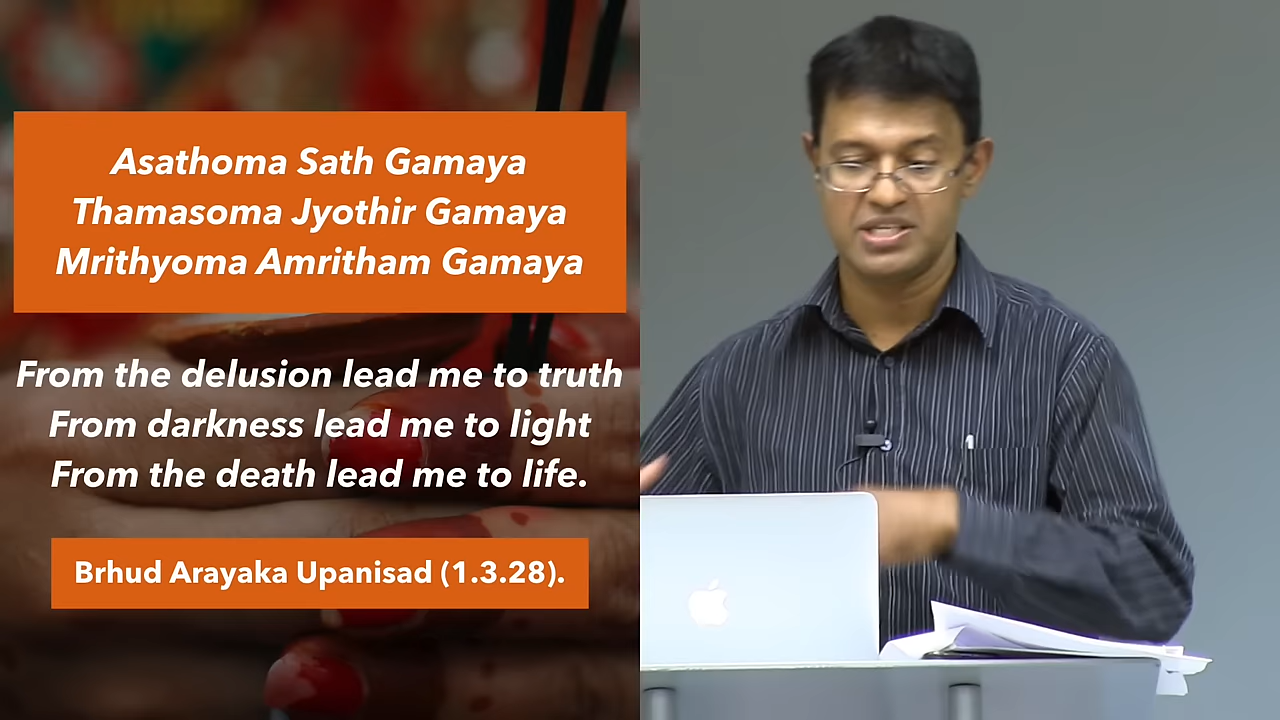 Asathoma Sath Gamaya
Thamasoma Jyothir Gamaya
Mrithyoma Amritham Gamaya
From the delusion lead me to truth
From darkness lead me to light
From the death lead me to life.
Brhud Arayaka Upanisad (1.3.28).